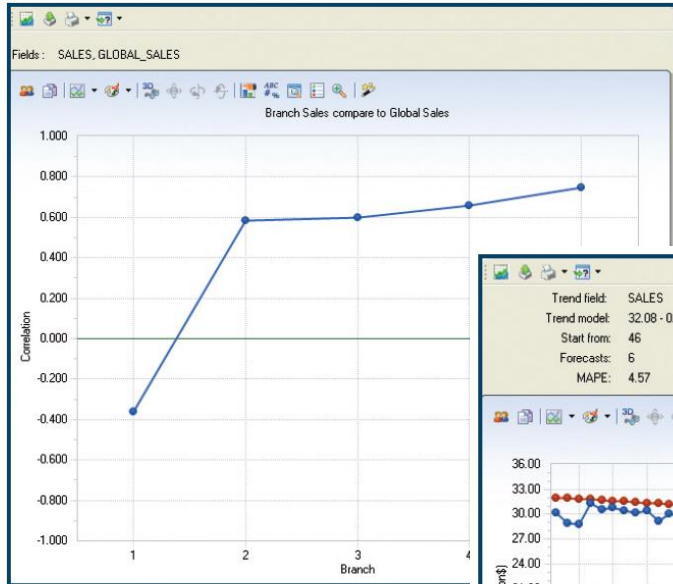 Fields : SALES, GLOBAL_SALES
3D
ABC
# %
Branch Sales compare to Global Sales
1.000
0.800
0.600
0.400
0.200
0.000
-0.200
-0.400
-0.600
-0.800
-1.000
Correlation
1 2 3 4
Branch
Trend field: SALES
Trend model: 32.08 - 0.
Start from: 46
Forecasts: 6
MAPE: 4.57
3D
36.00
33.00
30.00
27.00
24.00